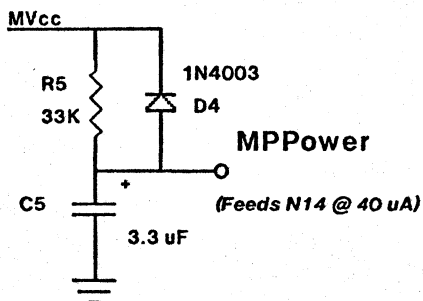 MVcc
R5
33K
1N4003
D4
MPPower
(Feeds N14 @ 40 uA)
+
C5
3.3 uF